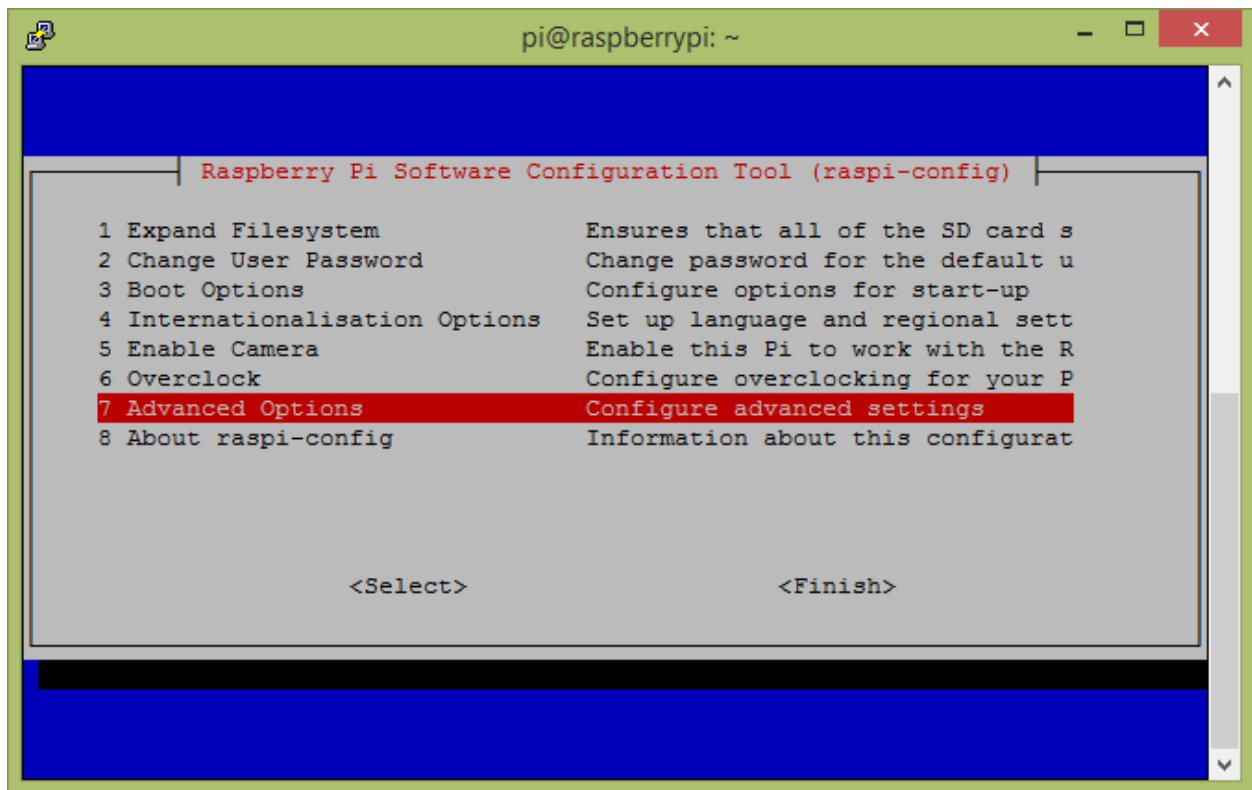 pi@raspberrypi: ~
Raspberry Pi Software Configuration Tool (raspi-config)
1 Expand Filesystem Ensures that all of the SD card s
2 Change User Password Change password for the default u
3 Boot Options Configure options for start-up
4 Internationalisation Options Set up language and regional sett
5 Enable Camera Enable this Pi to work with the R
6 Overclock Configure overclocking for your P
7 Advanced Options Configure advanced settings
8 About raspi-config Information about this configurat
<Select> <Finish>